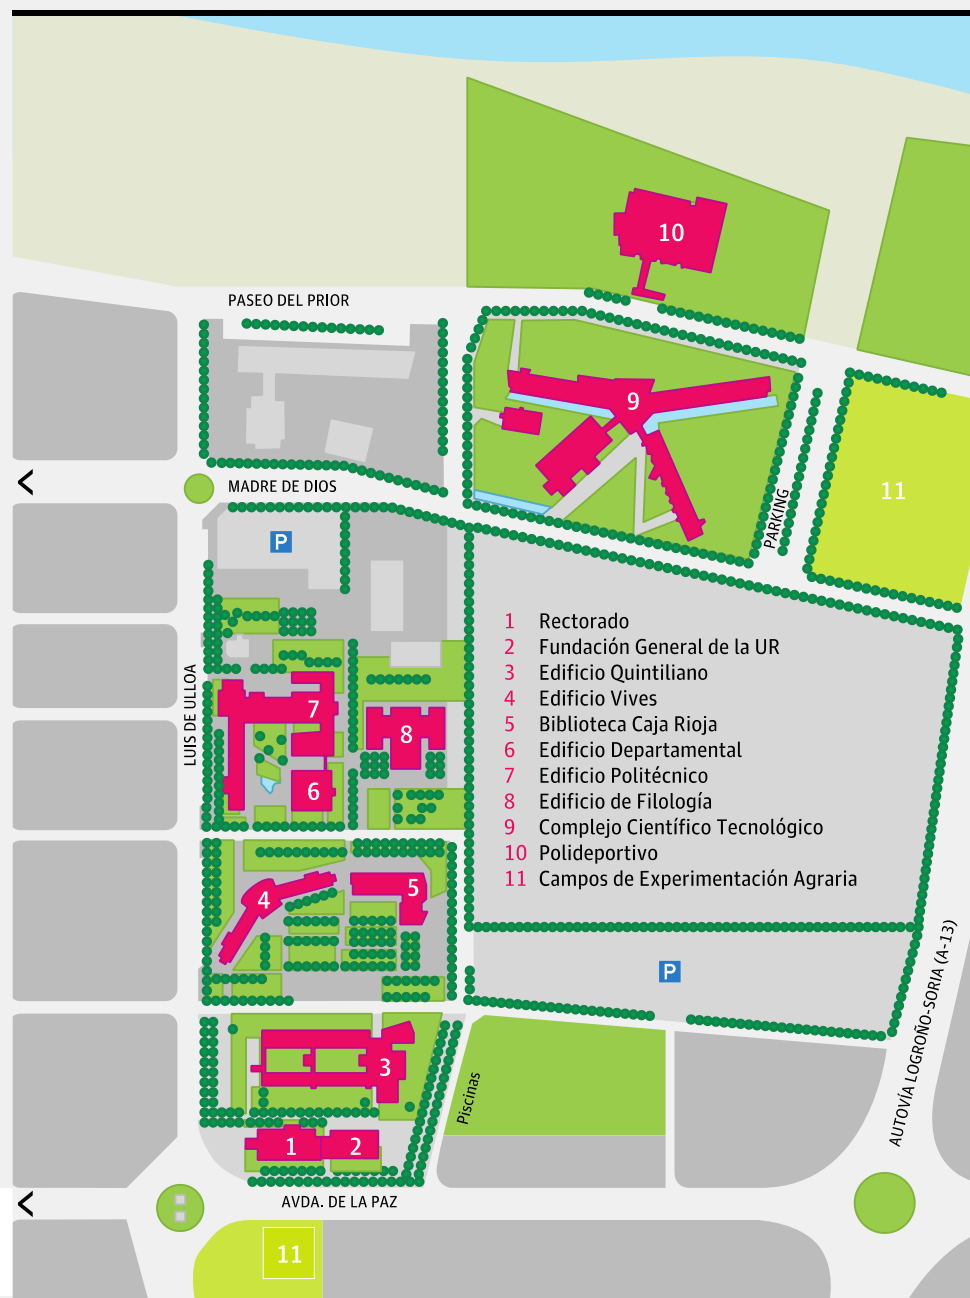 10
PASEO DEL PRIOR
9
MADRE DE DIOS
11
PARKING
P
1 Rectorado
2 Fundación General de la UR
3 Edificio Quintiliano
4 Edificio Vives
5 Biblioteca Caja Rioja
6 Edificio Departamental
7 Edificio Politécnico
8 Edificio de Filología
9 Complejo Científico Tecnológico
10 Polideportivo
11 Campos de Experimentación Agraria
LUIS DE ULLOA
7
8
6
5
4
P
AUTOVÍA LOGROÑO-SORIA (A-13)
3
Piscinas
1
2
AVDA. DE LA PAZ
11